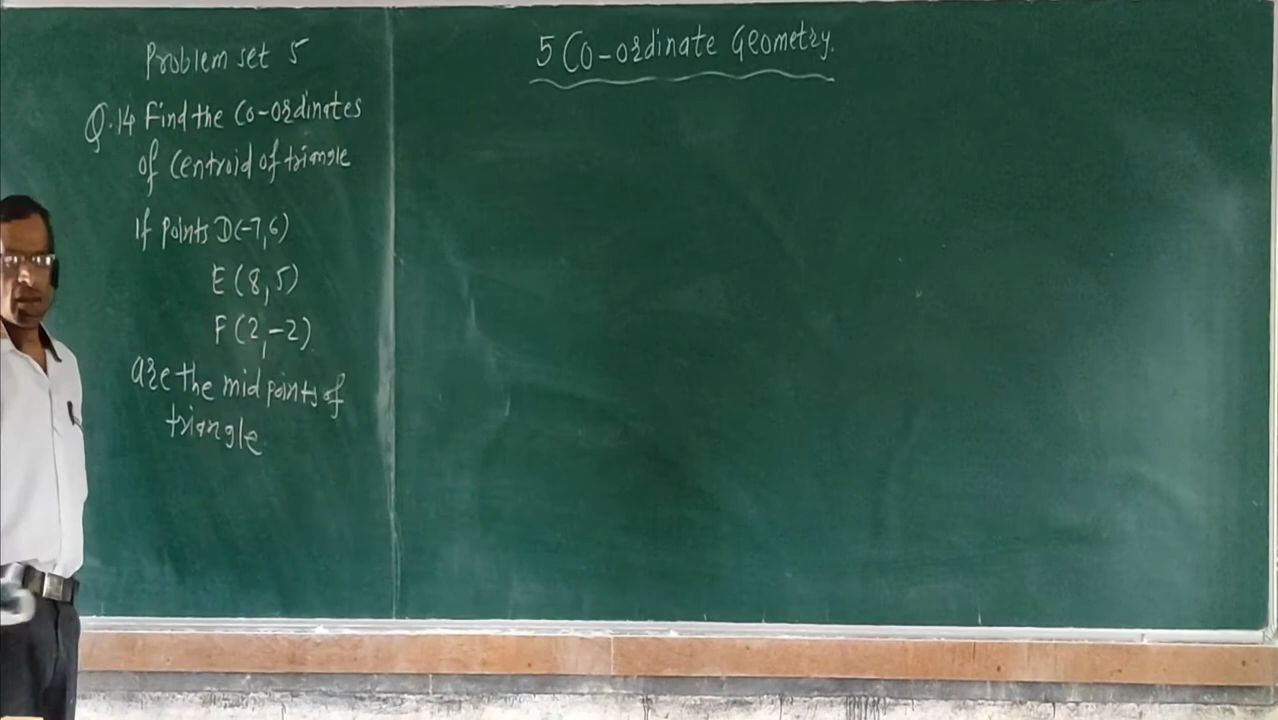 Problem set 5
Q.14 Find the Co-ordinates
of Centroid of triangle
If points D(-7,6)
E (8,5)
F (2,-2)
are the mid points of
triangle.
5 Co-ordinate Geometry.